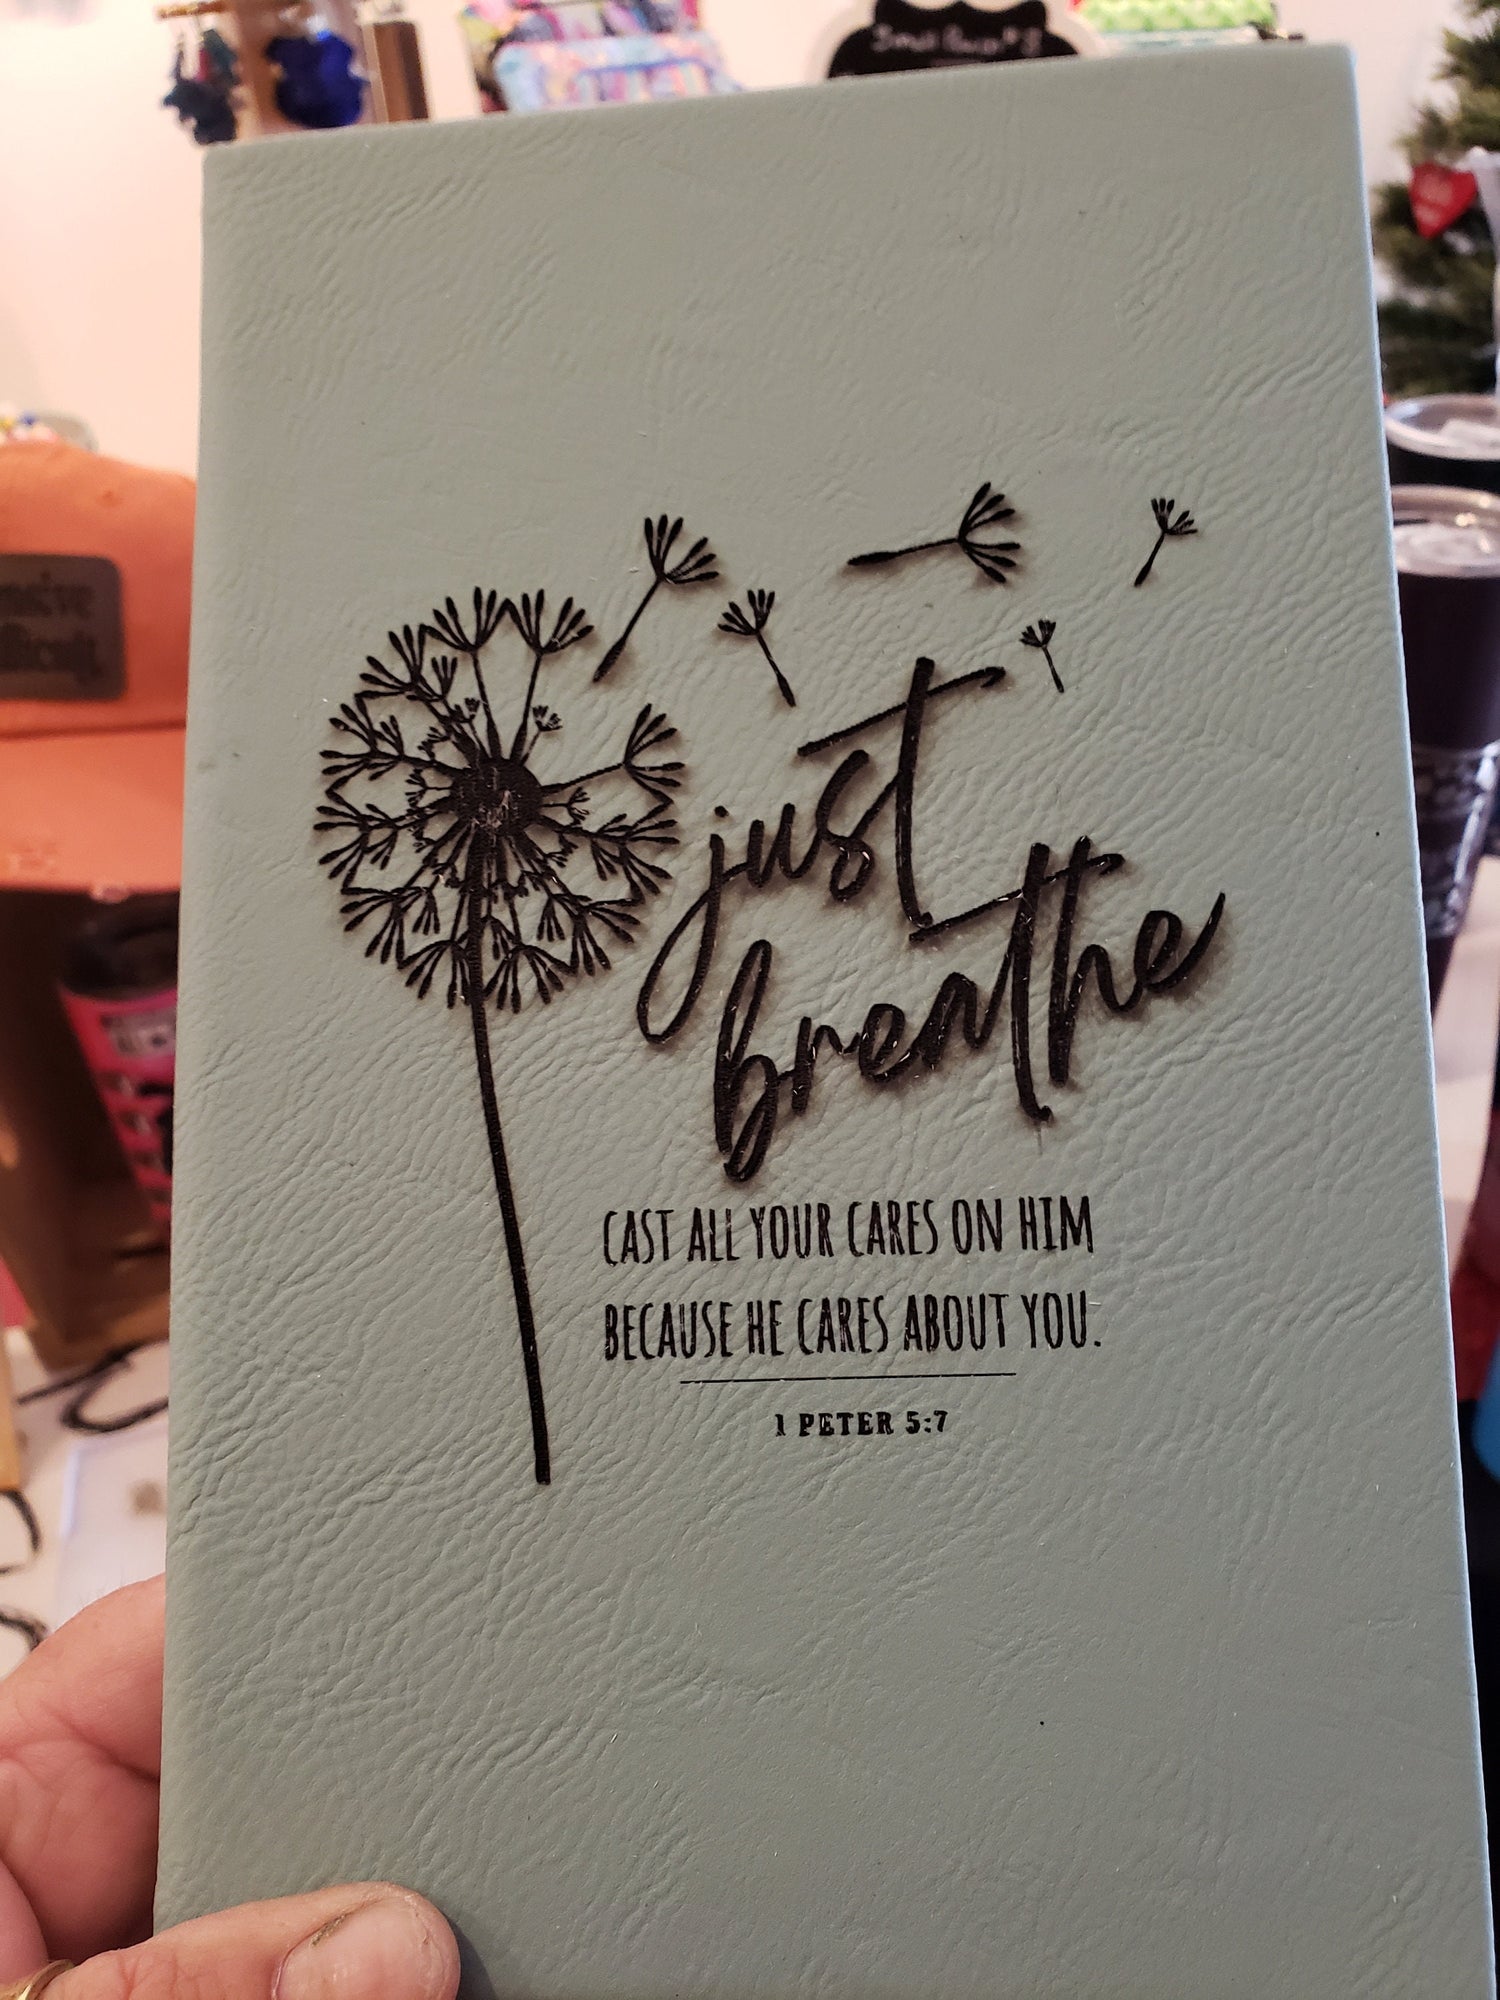 just
breathe
CAST ALL YOUR CARES ON HIM
BECAUSE HE CARES ABOUT YOU.
1 PETER 5:7